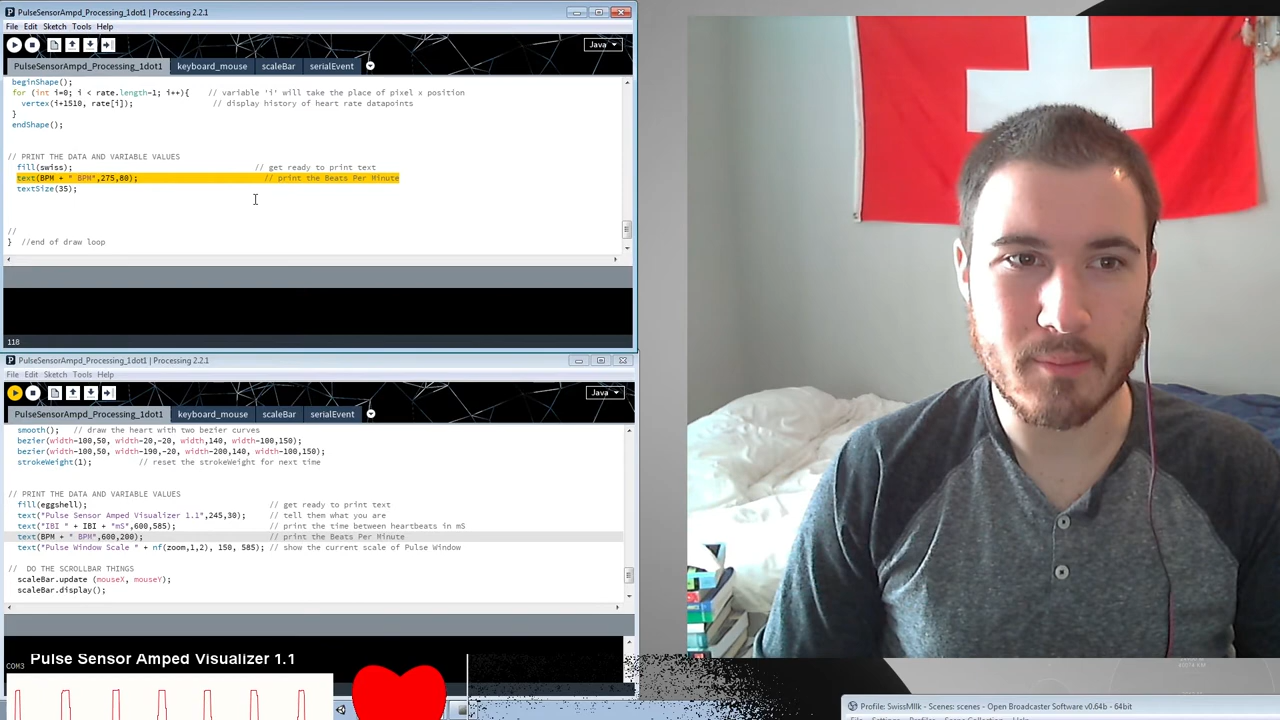 PulseSensorAmpd_Processing_1dot1 | Processing 2.2.1
File Edit Sketch Tools Help
Java
PulseSensorAmpd_Processing_1dot1 keyboard_mouse scaleBar serialEvent
beginShape();
for (int i=0; i < rate.length-1; i++){ // variable 'i' will take the place of pixel x position
vertex(i+1510, rate[i]); // display history of heart rate datapoints
}
endShape();
// PRINT THE DATA AND VARIABLE VALUES
fill(swiss); // get ready to print text
text(BPM + " BPM",275,80); // print the Beats Per Minute
textSize(35);
//
} //end of draw loop
118
PulseSensorAmpd_Processing_1dot1 | Processing 2.2.1
File Edit Sketch Tools Help
Java
PulseSensorAmpd_Processing_1dot1 keyboard_mouse scaleBar serialEvent
smooth(); // draw the heart with two bezier curves
bezier(width-100,50, width-20,-20, width,140, width-100,150);
bezier(width-100,50, width-190,-20, width-200,140, width-100,150);
strokeWeight(1); // reset the strokeWeight for next time
// PRINT THE DATA AND VARIABLE VALUES
fill(eggshell); // get ready to print text
text("Pulse Sensor Amped Visualizer 1.1",245,30); // tell them what you are
text("IBI " + IBI + "mS",600,585); // print the time between heartbeats in mS
text(BPM + " BPM",600,200); // print the Beats Per Minute
text("Pulse Window Scale " + nf(zoom,1,2), 150, 585); // show the current scale of Pulse Window
// DO THE SCROLLBAR THINGS
scaleBar.update (mouseX, mouseY);
scaleBar.display();
COM3
Pulse Sensor Amped Visualizer 1.1
Profile: SwissMilk - Scenes: scenes - Open Broadcaster Software v0.64b - 64bit